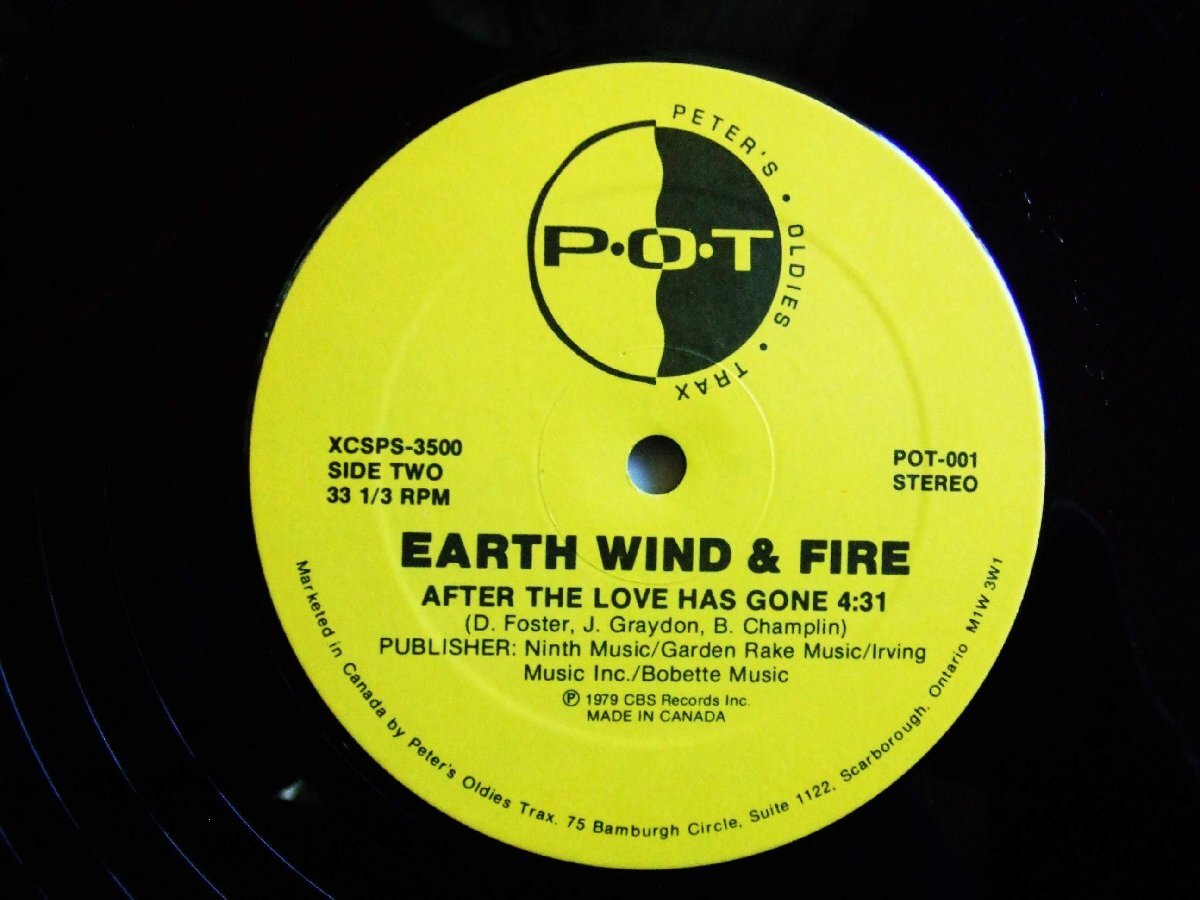 PETER'S • OLDIES • TRAX
P•O•T
XCSPS-3500
SIDE TWO
33 1/3 RPM
POT-001
STEREO
EARTH WIND & FIRE
AFTER THE LOVE HAS GONE 4:31
(D. Foster, J. Graydon, B. Champlin)
PUBLISHER: Ninth Music/Garden Rake Music/Irving
Music Inc./Bobette Music
℗ 1979 CBS Records Inc.
MADE IN CANADA
Marketed in Canada by Peter's Oldies Trax, 75 Bamburgh Circle, Suite 1122, Scarborough, Ontario M1W 3W1